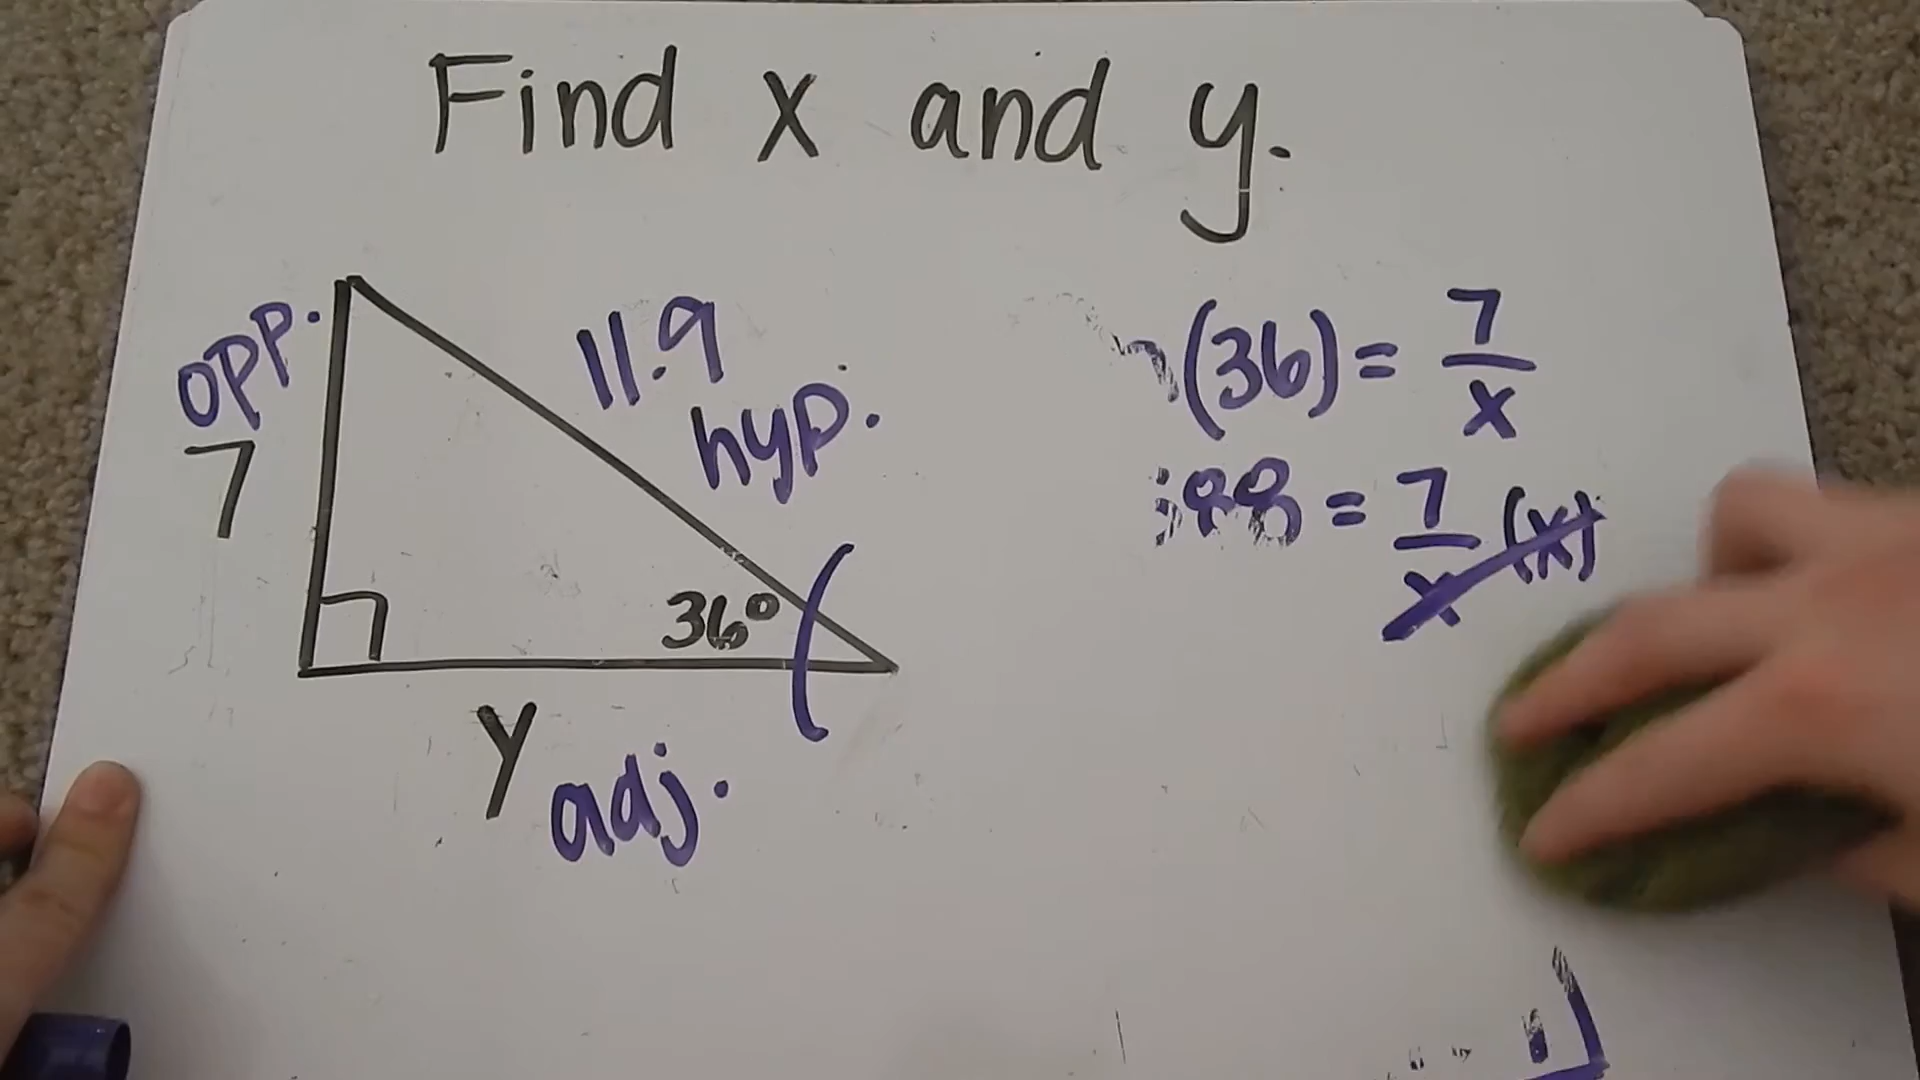 Find x and y.
opp.
11.9
hyp.
7
36°
y
adj.
(36) = 7/x
= 7/x (x)